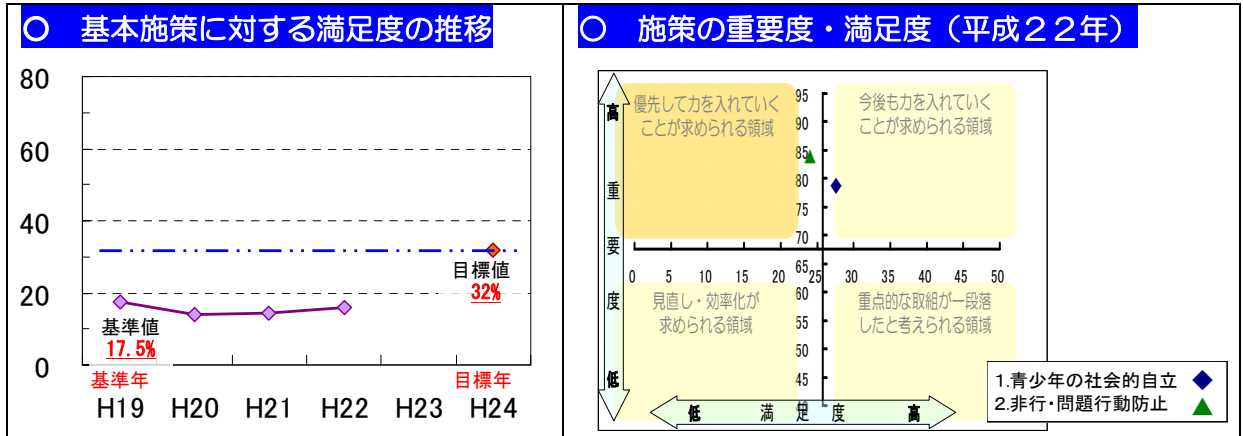 ○ 基本施策に対する満足度の推移
80
60
40
20
0
目標値
32%
基準値
17.5%
基準年
目標年
H19 H20 H21 H22 H23 H24
○ 施策の重要度・満足度（平成２２年）
高
重
要
度
低
優先して力を入れていく
ことが求められる領域
今後も力を入れていく
ことが求められる領域
95
90
85
80
75
70
65
60
55
50
45
40
0 5 10 15 20 25 30 35 40 45 50
見直し・効率化が
求められる領域
重点的な取組が一段落
したと考えられる領域
低 満 足 度 高
1.青少年の社会的自立
2.非行・問題行動防止